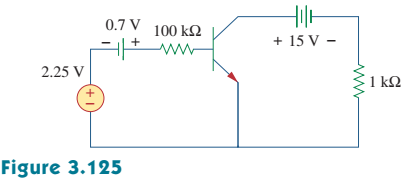 0.7 V
100 kΩ
− +
+ 15 V −
2.25 V
+
−
1 kΩ
Figure 3.125